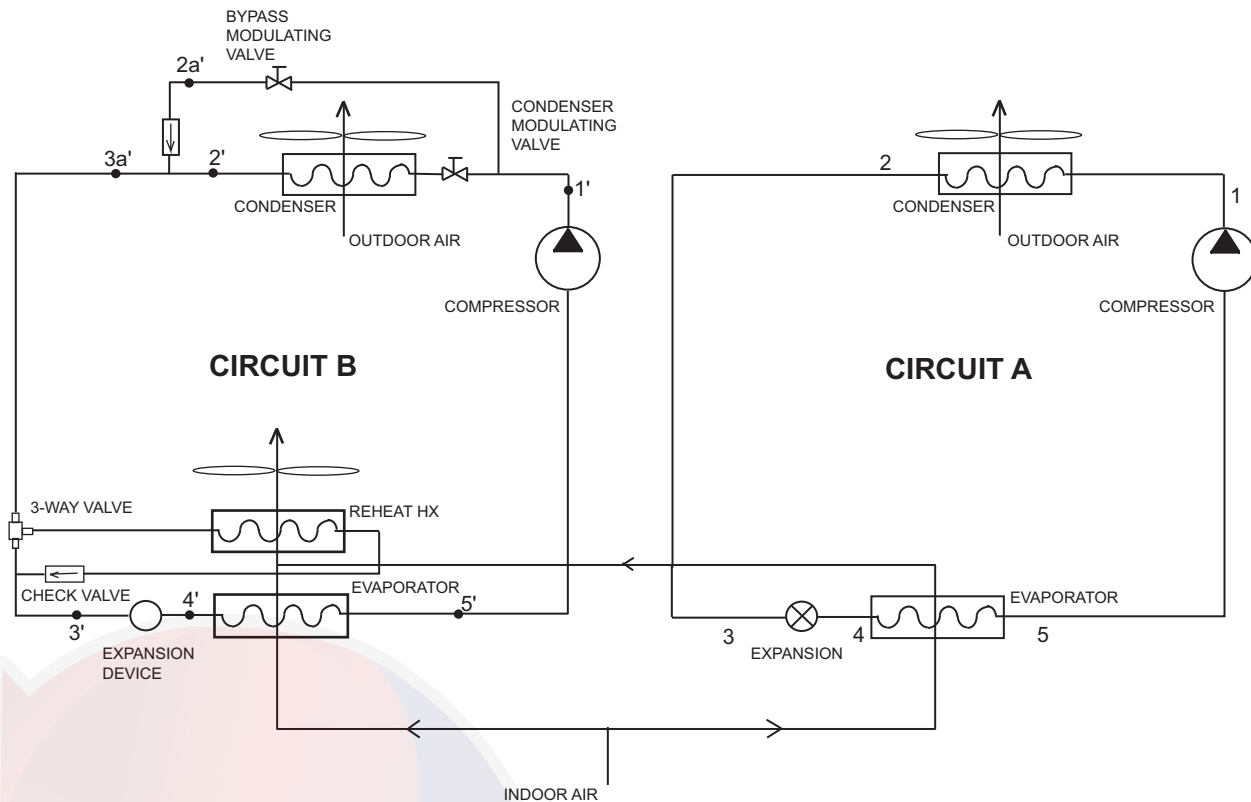 BYPASS
MODULATING
VALVE
2a'
CONDENSER
MODULATING
VALVE
3a'
2'
1'
CONDENSER
OUTDOOR AIR
COMPRESSOR
CIRCUIT B
3-WAY VALVE
REHEAT HX
CHECK VALVE
EVAPORATOR
3'
4'
5'
EXPANSION
DEVICE
2
1
CONDENSER
OUTDOOR AIR
COMPRESSOR
CIRCUIT A
EVAPORATOR
3
4
5
EXPANSION
INDOOR AIR